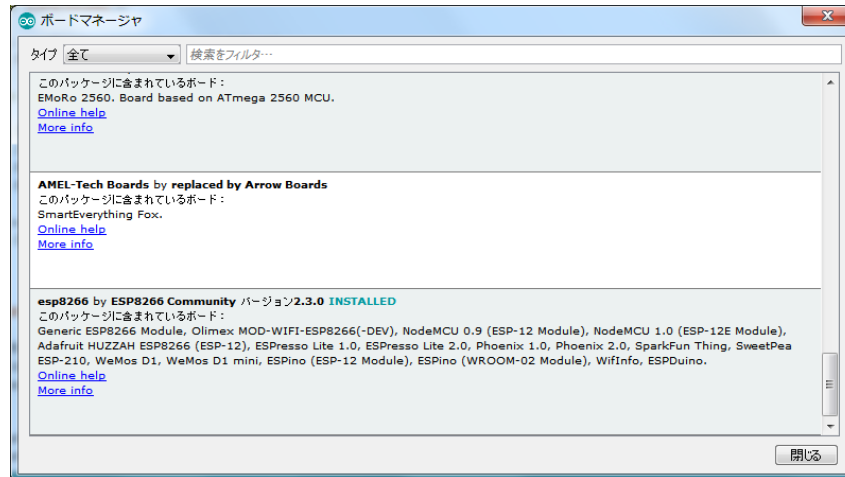 ボードマネージャ
タイプ 全て 検索をフィルタ…
このパッケージに含まれているボード：
EMoRo 2560. Board based on ATmega 2560 MCU.
Online help
More info
AMEL-Tech Boards by replaced by Arrow Boards
このパッケージに含まれているボード：
SmartEverything Fox.
Online help
More info
esp8266 by ESP8266 Community バージョン2.3.0 INSTALLED
このパッケージに含まれているボード：
Generic ESP8266 Module, Olimex MOD-WIFI-ESP8266(-DEV), NodeMCU 0.9 (ESP-12 Module), NodeMCU 1.0 (ESP-12E Module),
Adafruit HUZZAH ESP8266 (ESP-12), ESPresso Lite 1.0, ESPresso Lite 2.0, Phoenix 1.0, Phoenix 2.0, SparkFun Thing, SweetPea
ESP-210, WeMos D1, WeMos D1 mini, ESPino (ESP-12 Module), ESPino (WROOM-02 Module), WifInfo, ESPDuino.
Online help
More info
閉じる